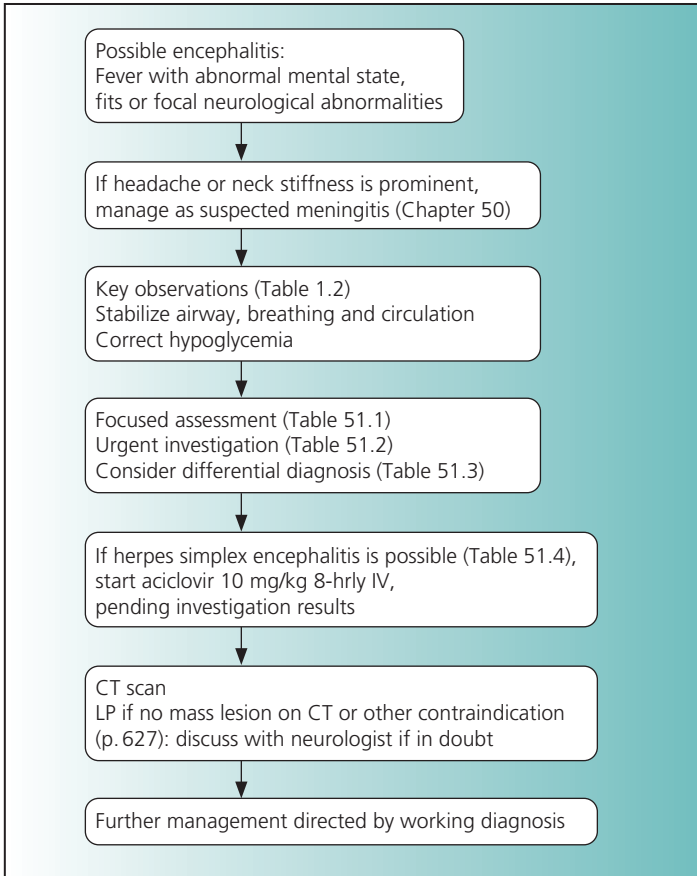 Possible encephalitis:
Fever with abnormal mental state,
fits or focal neurological abnormalities
If headache or neck stiffness is prominent,
manage as suspected meningitis (Chapter 50)
Key observations (Table 1.2)
Stabilize airway, breathing and circulation
Correct hypoglycemia
Focused assessment (Table 51.1)
Urgent investigation (Table 51.2)
Consider differential diagnosis (Table 51.3)
If herpes simplex encephalitis is possible (Table 51.4),
start aciclovir 10 mg/kg 8-hrly IV,
pending investigation results
CT scan
LP if no mass lesion on CT or other contraindication
(p. 627): discuss with neurologist if in doubt
Further management directed by working diagnosis